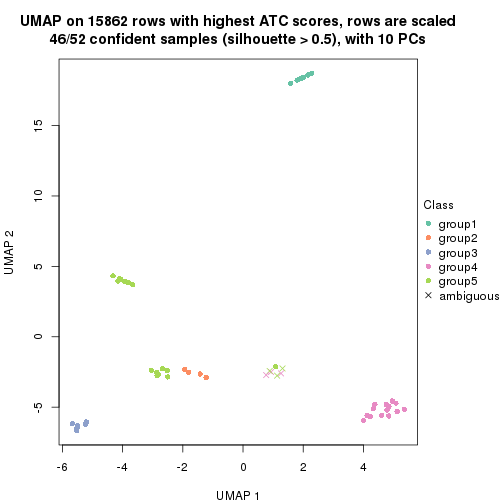 UMAP on 15862 rows with highest ATC scores, rows are scaled
46/52 confident samples (silhouette > 0.5), with 10 PCs
15
10
5
0
-5
UMAP 2
-6
-4
-2
0
2
4
UMAP 1
Class
group1
group2
group3
group4
group5
ambiguous